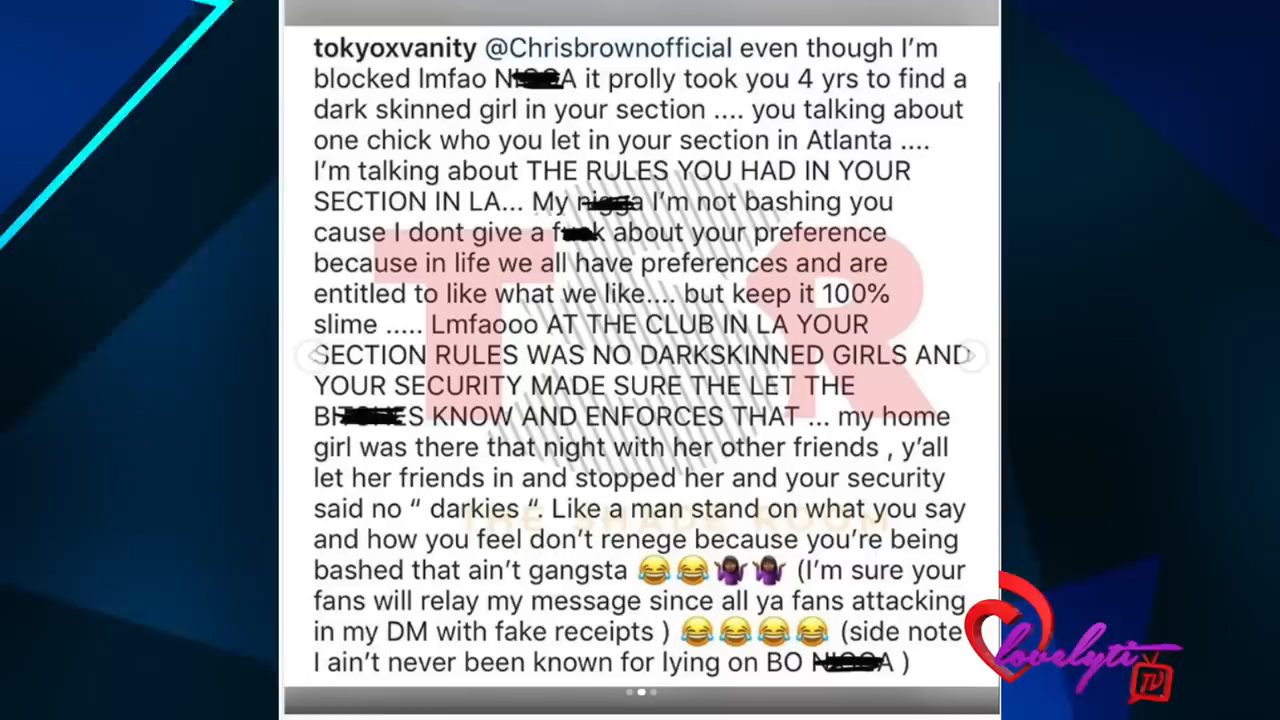 tokyoxvanity @Chrisbrownofficial even though I'm
blocked lmfao it prolly took you 4 yrs to find a
dark skinned girl in your section .... you talking about
one chick who you let in your section in Atlanta ....
I'm talking about THE RULES YOU HAD IN YOUR
SECTION IN LA... My I'm not bashing you
cause I dont give a about your preference
because in life we all have preferences and are
entitled to like what we like.... but keep it 100%
slime ..... Lmfaooo AT THE CLUB IN LA YOUR
SECTION RULES WAS NO DARKSKINNED GIRLS AND
YOUR SECURITY MADE SURE THE LET THE
KNOW AND ENFORCES THAT ... my home
girl was there that night with her other friends , y'all
let her friends in and stopped her and your security
said no “ darkies “. Like a man stand on what you say
and how you feel don't renege because you're being
bashed that ain't gangsta 😂😂🤷🏾‍♀️🤷🏾‍♀️ (I'm sure your
fans will relay my message since all ya fans attacking
in my DM with fake receipts ) 😂😂😂😂 (side note
I ain't never been known for lying on BO )
TSR
THE SHADE ROOM
lovelyti
TV